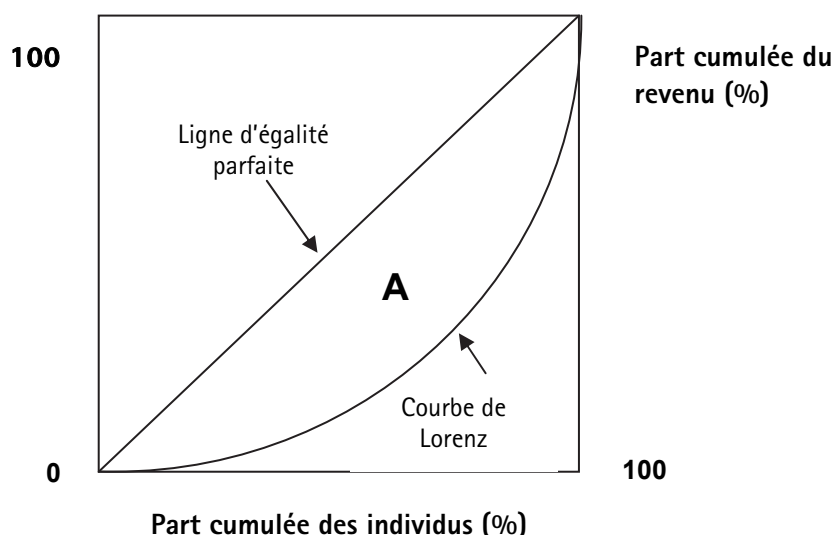 100
Part cumulée du
revenu (%)
Ligne d'égalité
parfaite
A
Courbe de
Lorenz
0
100
Part cumulée des individus (%)